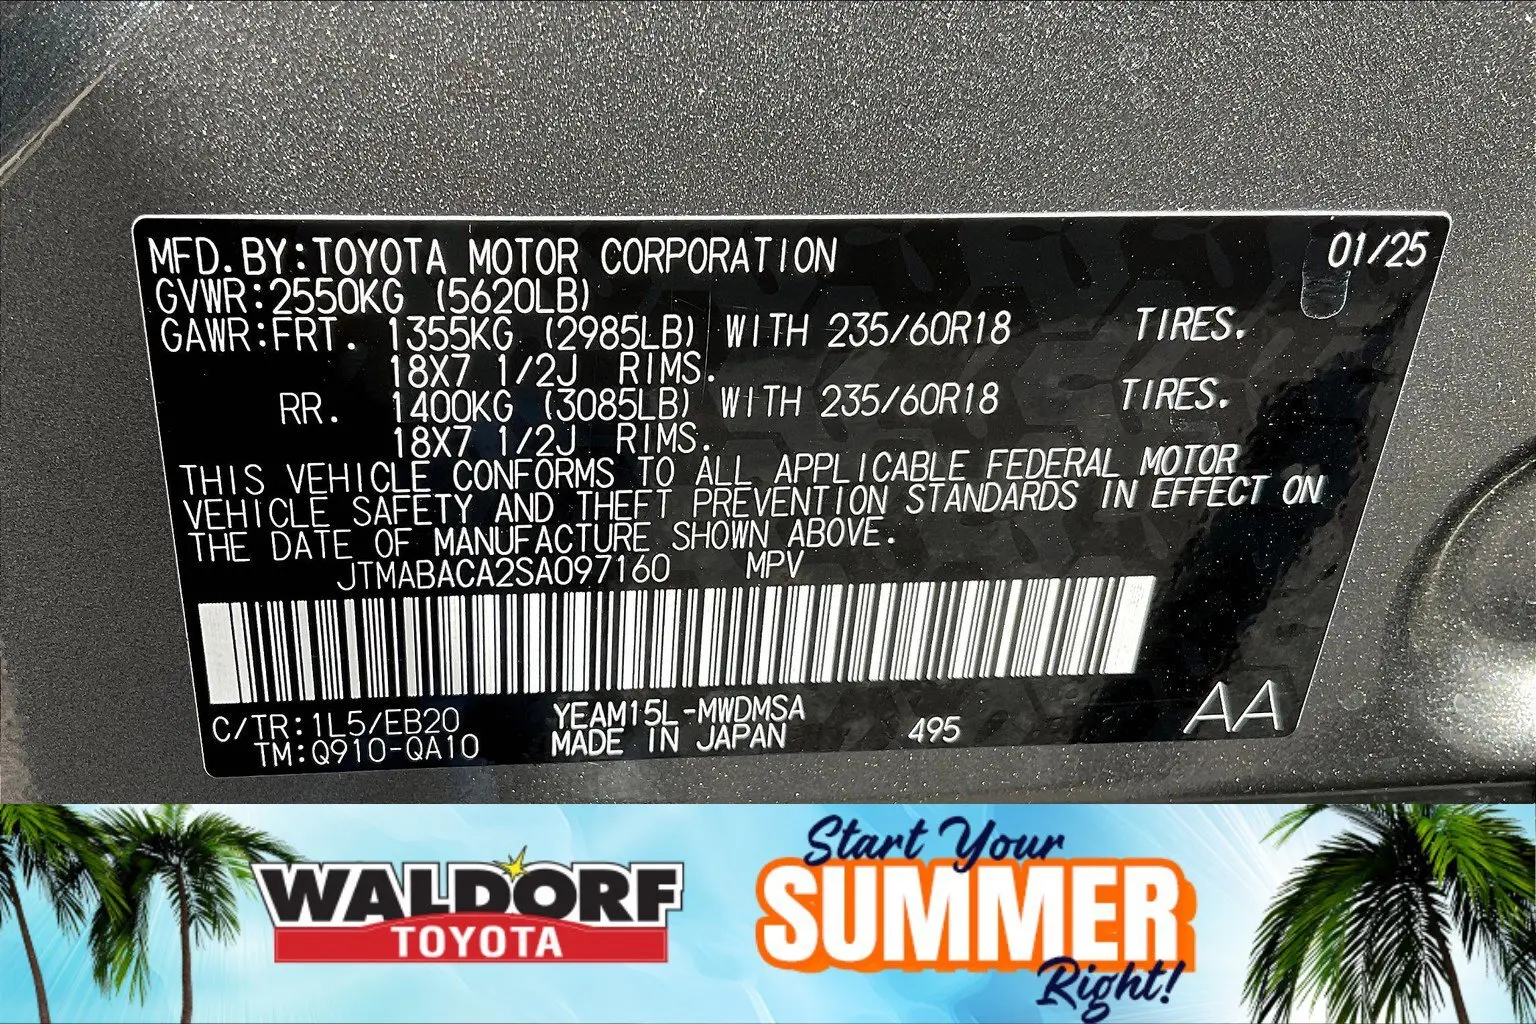 MFD. BY:TOYOTA MOTOR CORPORATION 01/25
GVWR:2550KG (5620LB)
GAWR:FRT. 1355KG (2985LB) WITH 235/60R18 TIRES.
18X7 1/2J RIMS.
RR. 1400KG (3085LB) WITH 235/60R18 TIRES.
18X7 1/2J RIMS.
THIS VEHICLE CONFORMS TO ALL APPLICABLE FEDERAL MOTOR
VEHICLE SAFETY AND THEFT PREVENTION STANDARDS IN EFFECT ON
THE DATE OF MANUFACTURE SHOWN ABOVE.
JTMABACA2SA097160 MPV
C/TR:1L5/EB20 YEAM15L-MWDMSA 495 AA
TM:Q910-QA10 MADE IN JAPAN
WALDORF
TOYOTA
Start Your
SUMMER
Right!